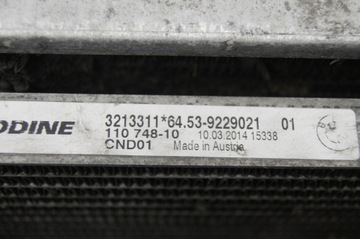 ODINE 3213311*64.53-9229021 01
110 748-10 10.03.2014 15338
CND01 Made in Austria